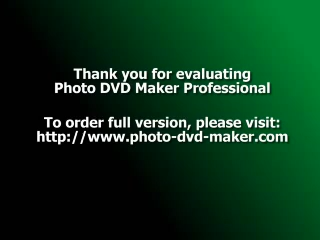 Thank you for evaluating
Photo DVD Maker Professional
To order full version, please visit:
http://www.photo-dvd-maker.com